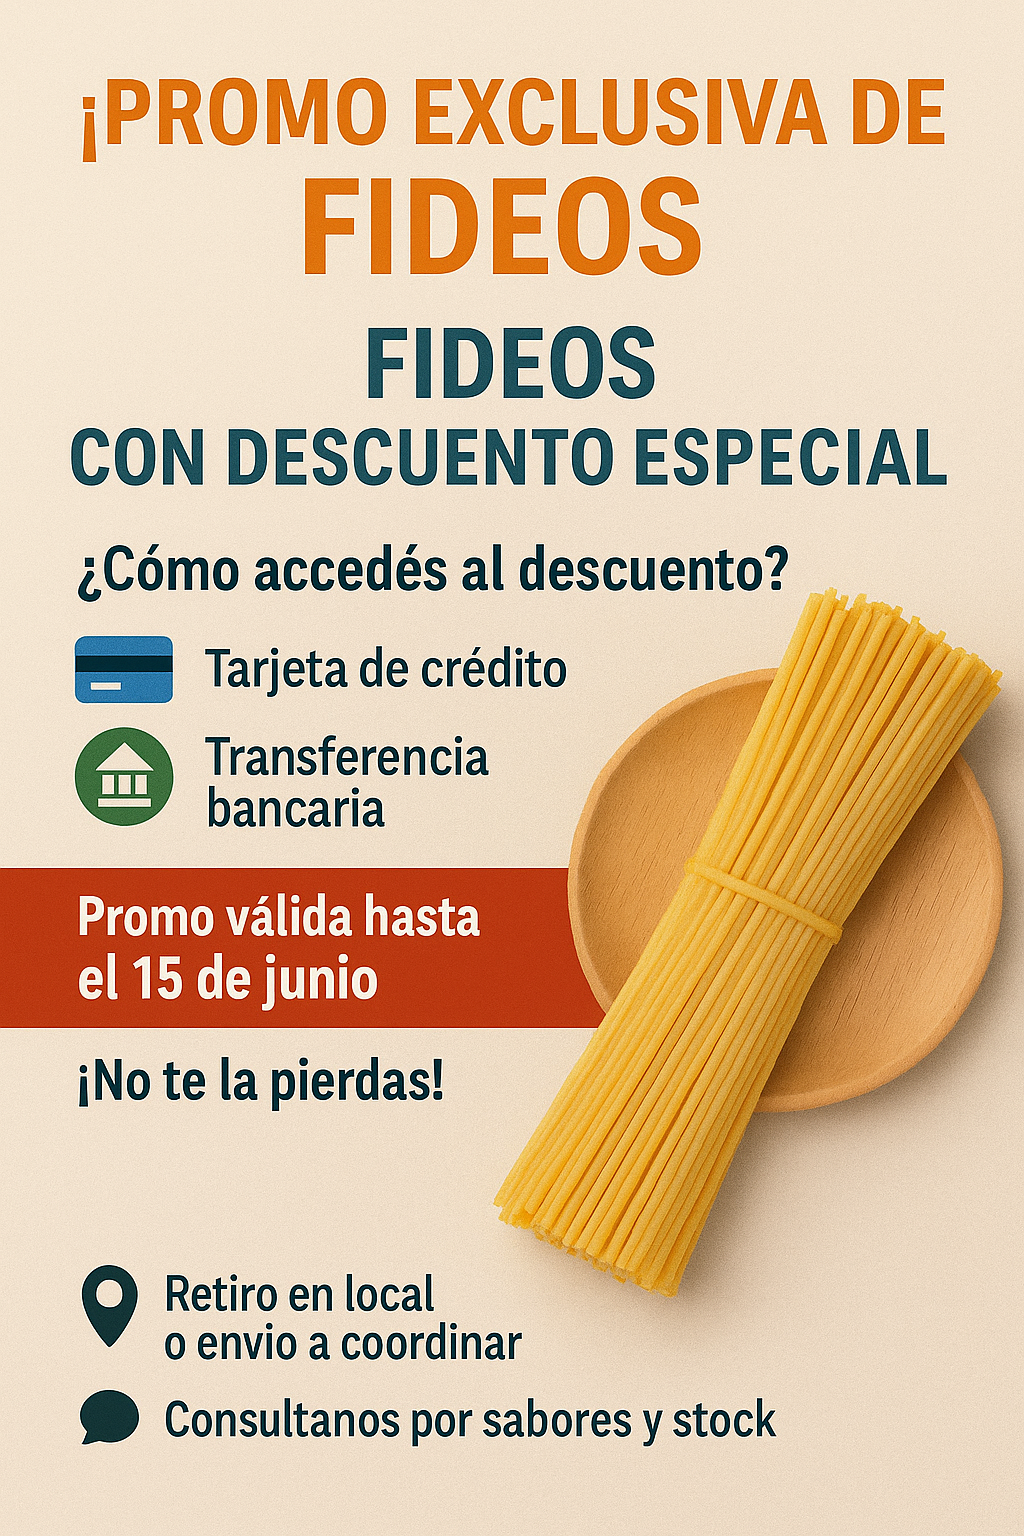 ¡PROMO EXCLUSIVA DE
FIDEOS
FIDEOS
CON DESCUENTO ESPECIAL
¿Cómo accedés al descuento?
Tarjeta de crédito
Transferencia
bancaria
Promo válida hasta
el 15 de junio
¡No te la pierdas!
Retiro en local
o envio a coordinar
Consultanos por sabores y stock